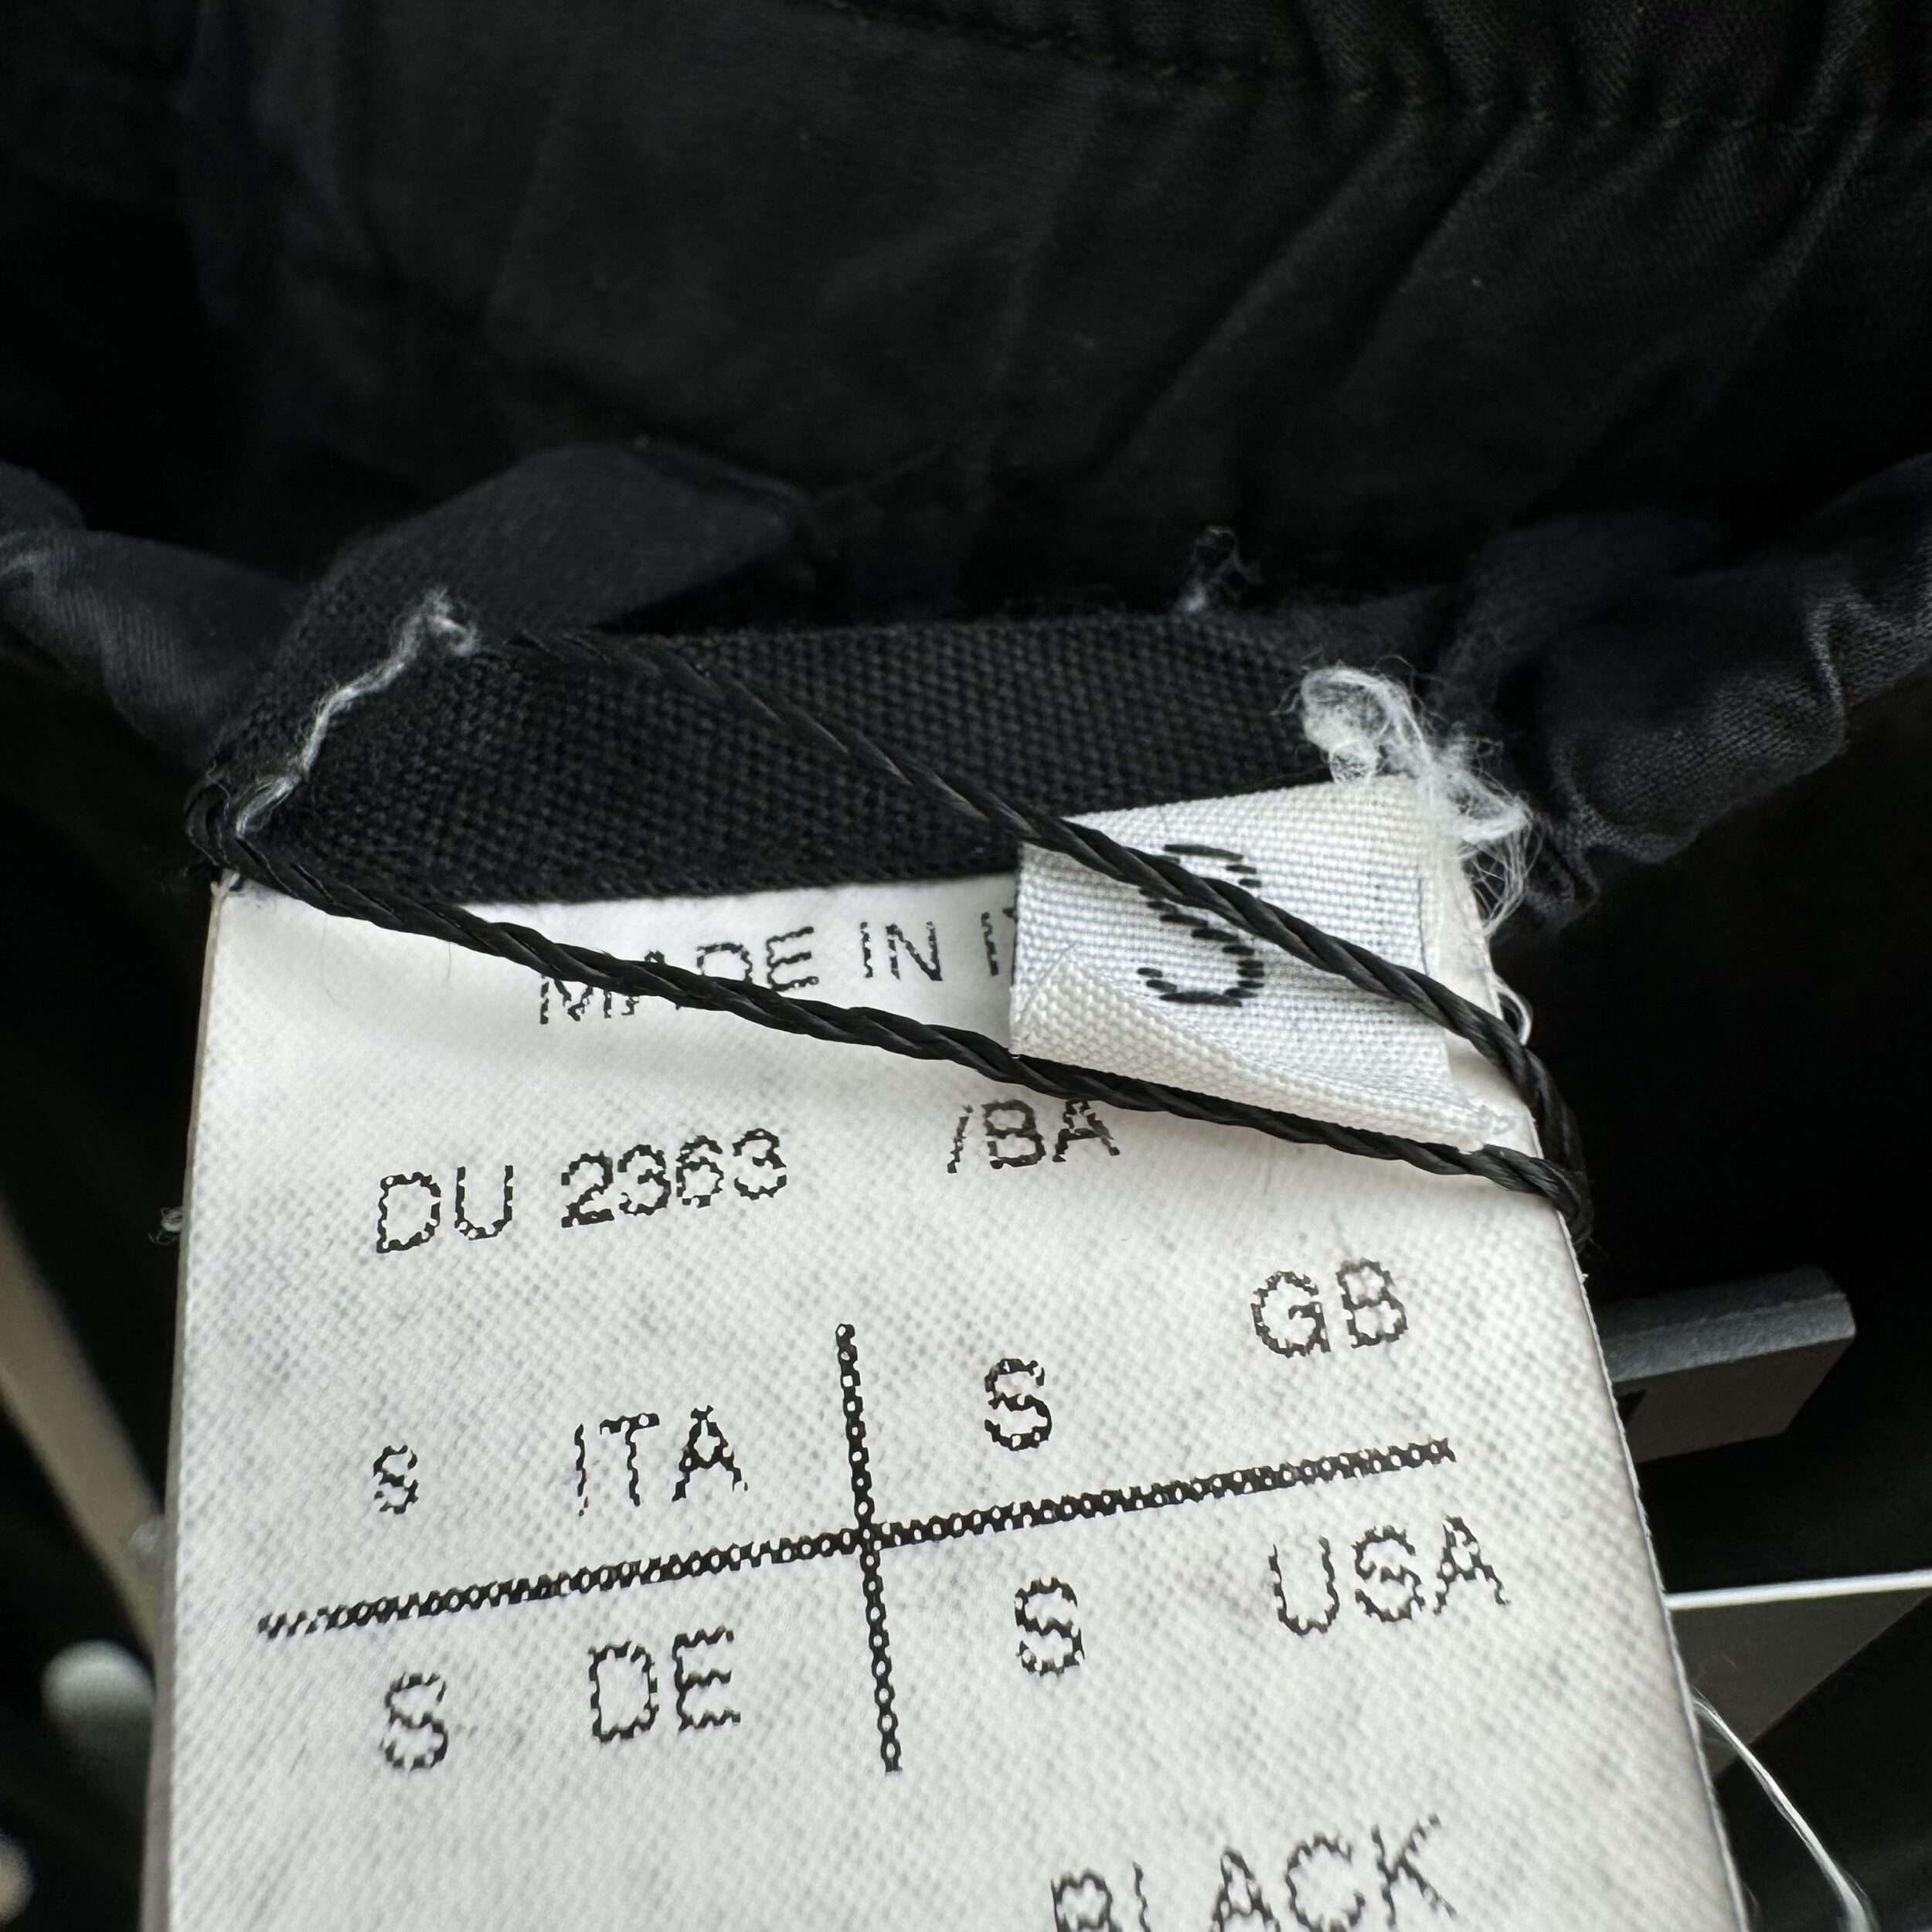 S
MADE IN
DU 2363 /BA
S ITA S GB
S DE S USA
BLACK